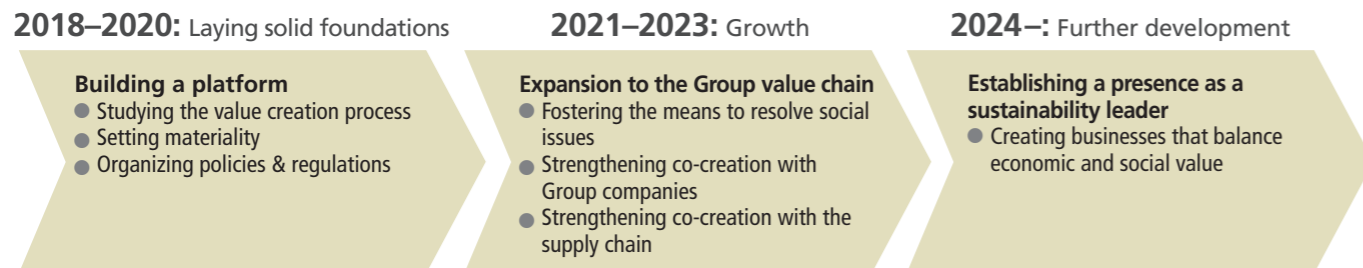 2018–2020: Laying solid foundations
Building a platform
● Studying the value creation process
● Setting materiality
● Organizing policies & regulations
2021–2023: Growth
Expansion to the Group value chain
● Fostering the means to resolve social
issues
● Strengthening co-creation with
Group companies
● Strengthening co-creation with the
supply chain
2024–: Further development
Establishing a presence as a
sustainability leader
● Creating businesses that balance
economic and social value